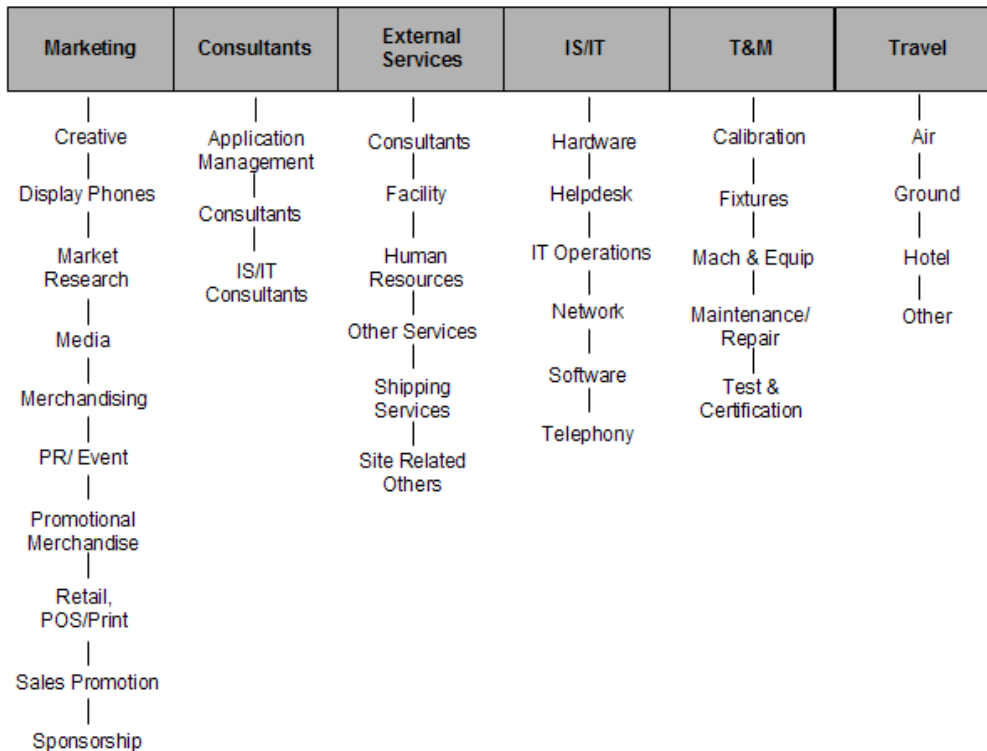 Marketing
Consultants
External
Services
IS/IT
T&M
Travel
Creative
Display Phones
Market
Research
Media
Merchandising
PR/ Event
Promotional
Merchandise
Retail,
POS/Print
Sales Promotion
Sponsorship
Application
Management
Consultants
IS/IT
Consultants
Consultants
Facility
Human
Resources
Other Services
Shipping
Services
Site Related
Others
Hardware
Helpdesk
IT Operations
Network
Software
Telephony
Calibration
Fixtures
Mach & Equip
Maintenance/
Repair
Test &
Certification
Air
Ground
Hotel
Other